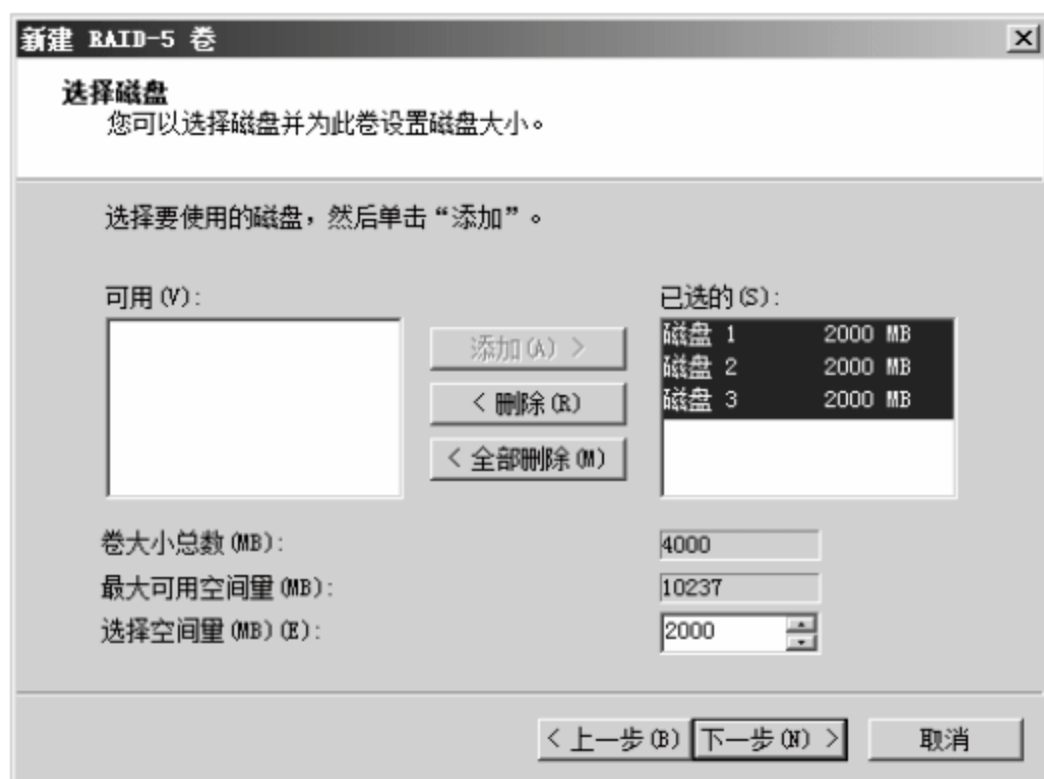 新建 RAID-5 卷
选择磁盘
您可以选择磁盘并为此卷设置磁盘大小。
选择要使用的磁盘，然后单击“添加”。
可用(V):
已选的(S):
添加(A) >
< 删除(R)
< 全部删除(M)
磁盘 1 2000 MB
磁盘 2 2000 MB
磁盘 3 2000 MB
卷大小总数(MB): 4000
最大可用空间量(MB): 10237
选择空间量(MB)(E): 2000
< 上一步(B) 下一步(N) > 取消